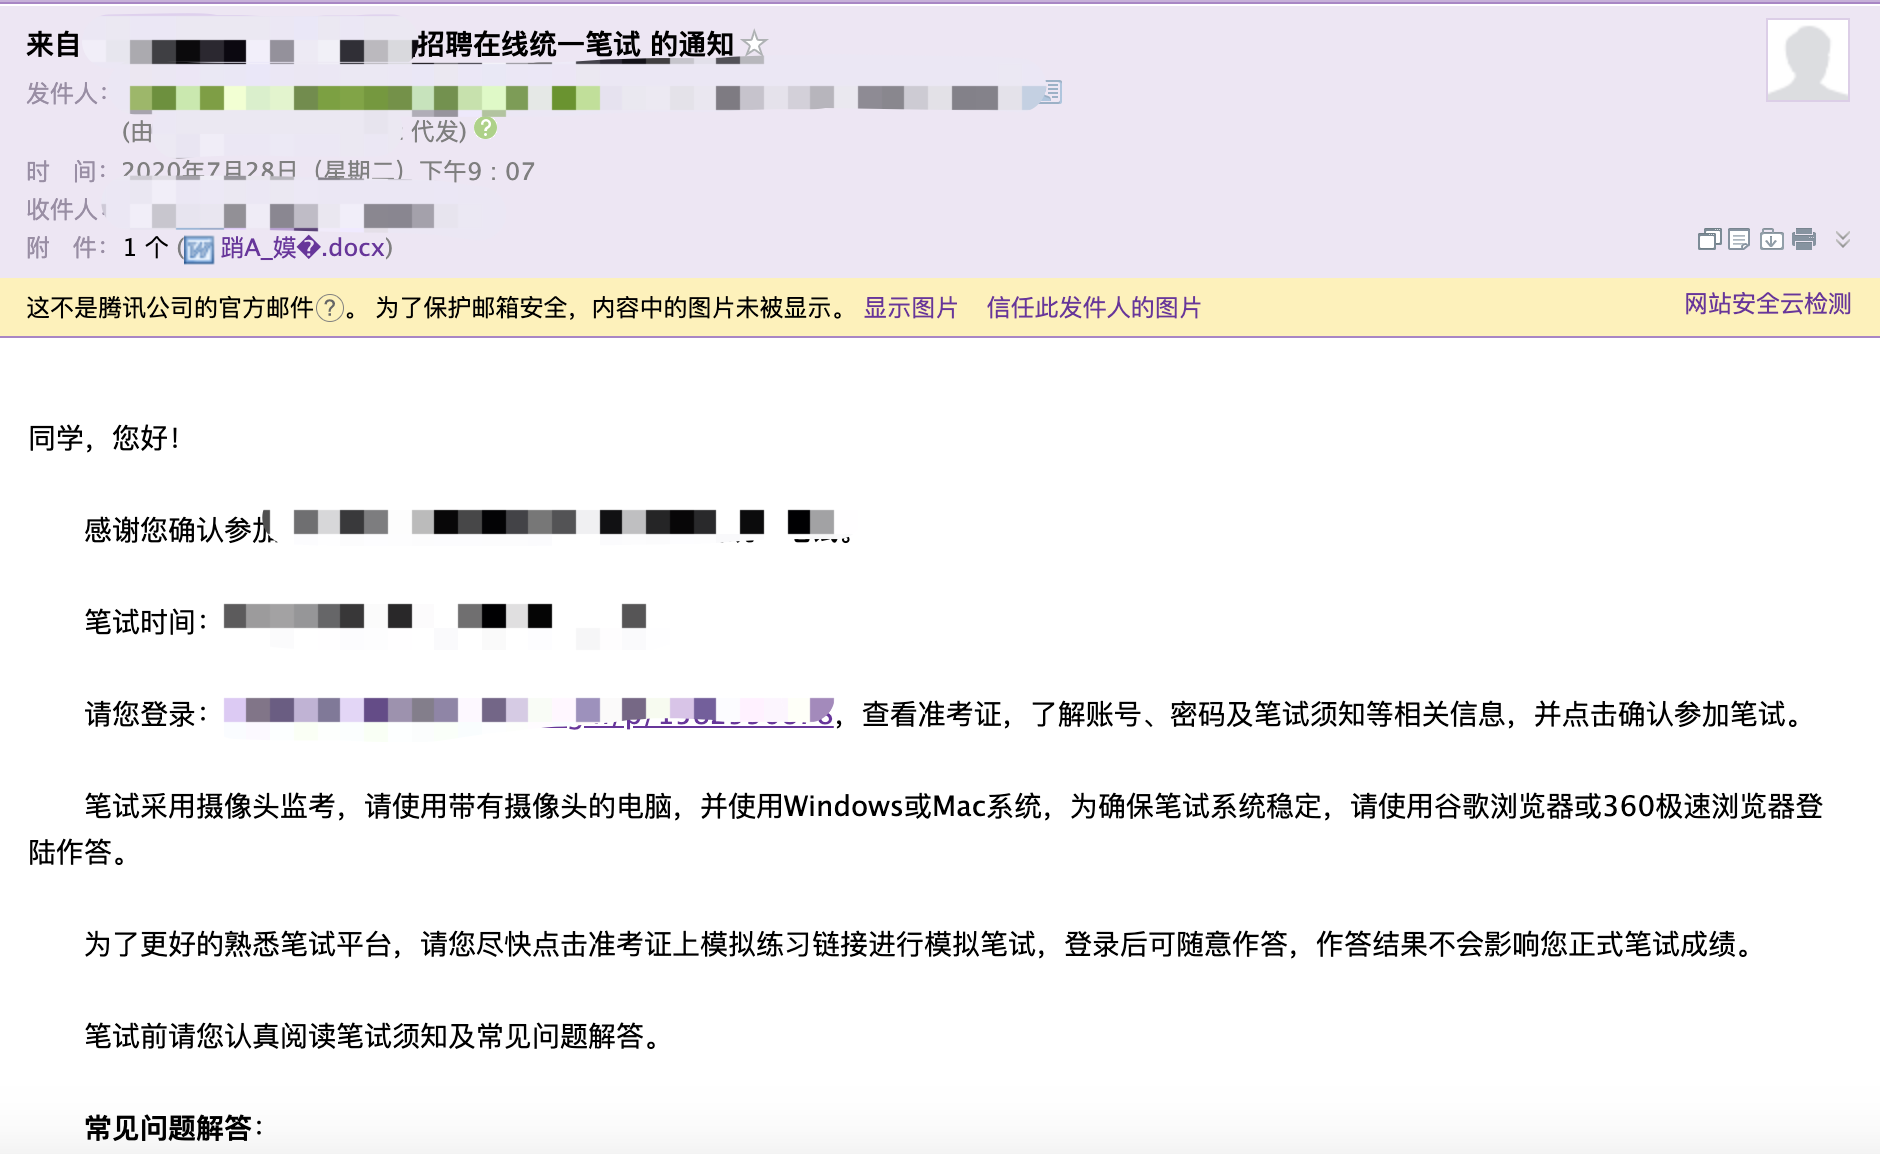 来自 招聘在线统一笔试 的通知
发件人：
(由 代发)
时 间：2020年7月28日（星期二）下午9：07
收件人：
附 件：1 个 (踃A_嫫�.docx)
这不是腾讯公司的官方邮件?。 为了保护邮箱安全，内容中的图片未被显示。 显示图片 信任此发件人的图片 网站安全云检测
同学，您好！
感谢您确认参加
笔试时间：
请您登录： ，查看准考证，了解账号、密码及笔试须知等相关信息，并点击确认参加笔试。
笔试采用摄像头监考，请使用带有摄像头的电脑，并使用Windows或Mac系统，为确保笔试系统稳定，请使用谷歌浏览器或360极速浏览器登
陆作答。
为了更好的熟悉笔试平台，请您尽快点击准考证上模拟练习链接进行模拟笔试，登录后可随意作答，作答结果不会影响您正式笔试成绩。
笔试前请您认真阅读笔试须知及常见问题解答。
常见问题解答：